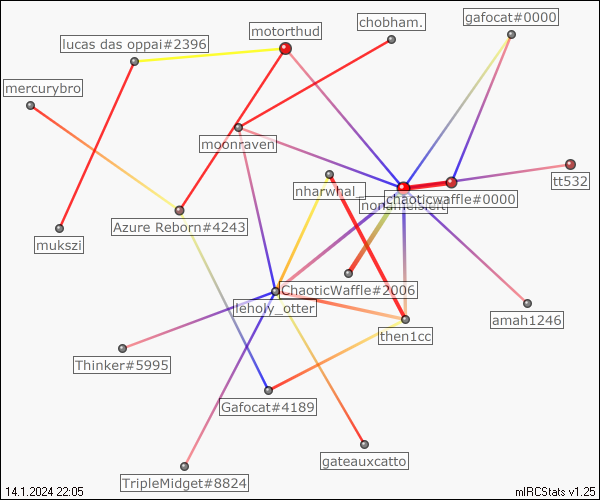 gafocat#0000
chobham.
motorthud
lucas das oppai#2396
mercurybro
moonraven
tt532
nharwhal_
chaoticwaffle#0000
Azure Reborn#4243
mukszi
ChaoticWaffle#2006
leholy_otter
amah1246
then1cc
Thinker#5995
Gafocat#4189
gateauxcatto
TripleMidget#8824
14.1.2024 22:05
mIRCStats v1.25